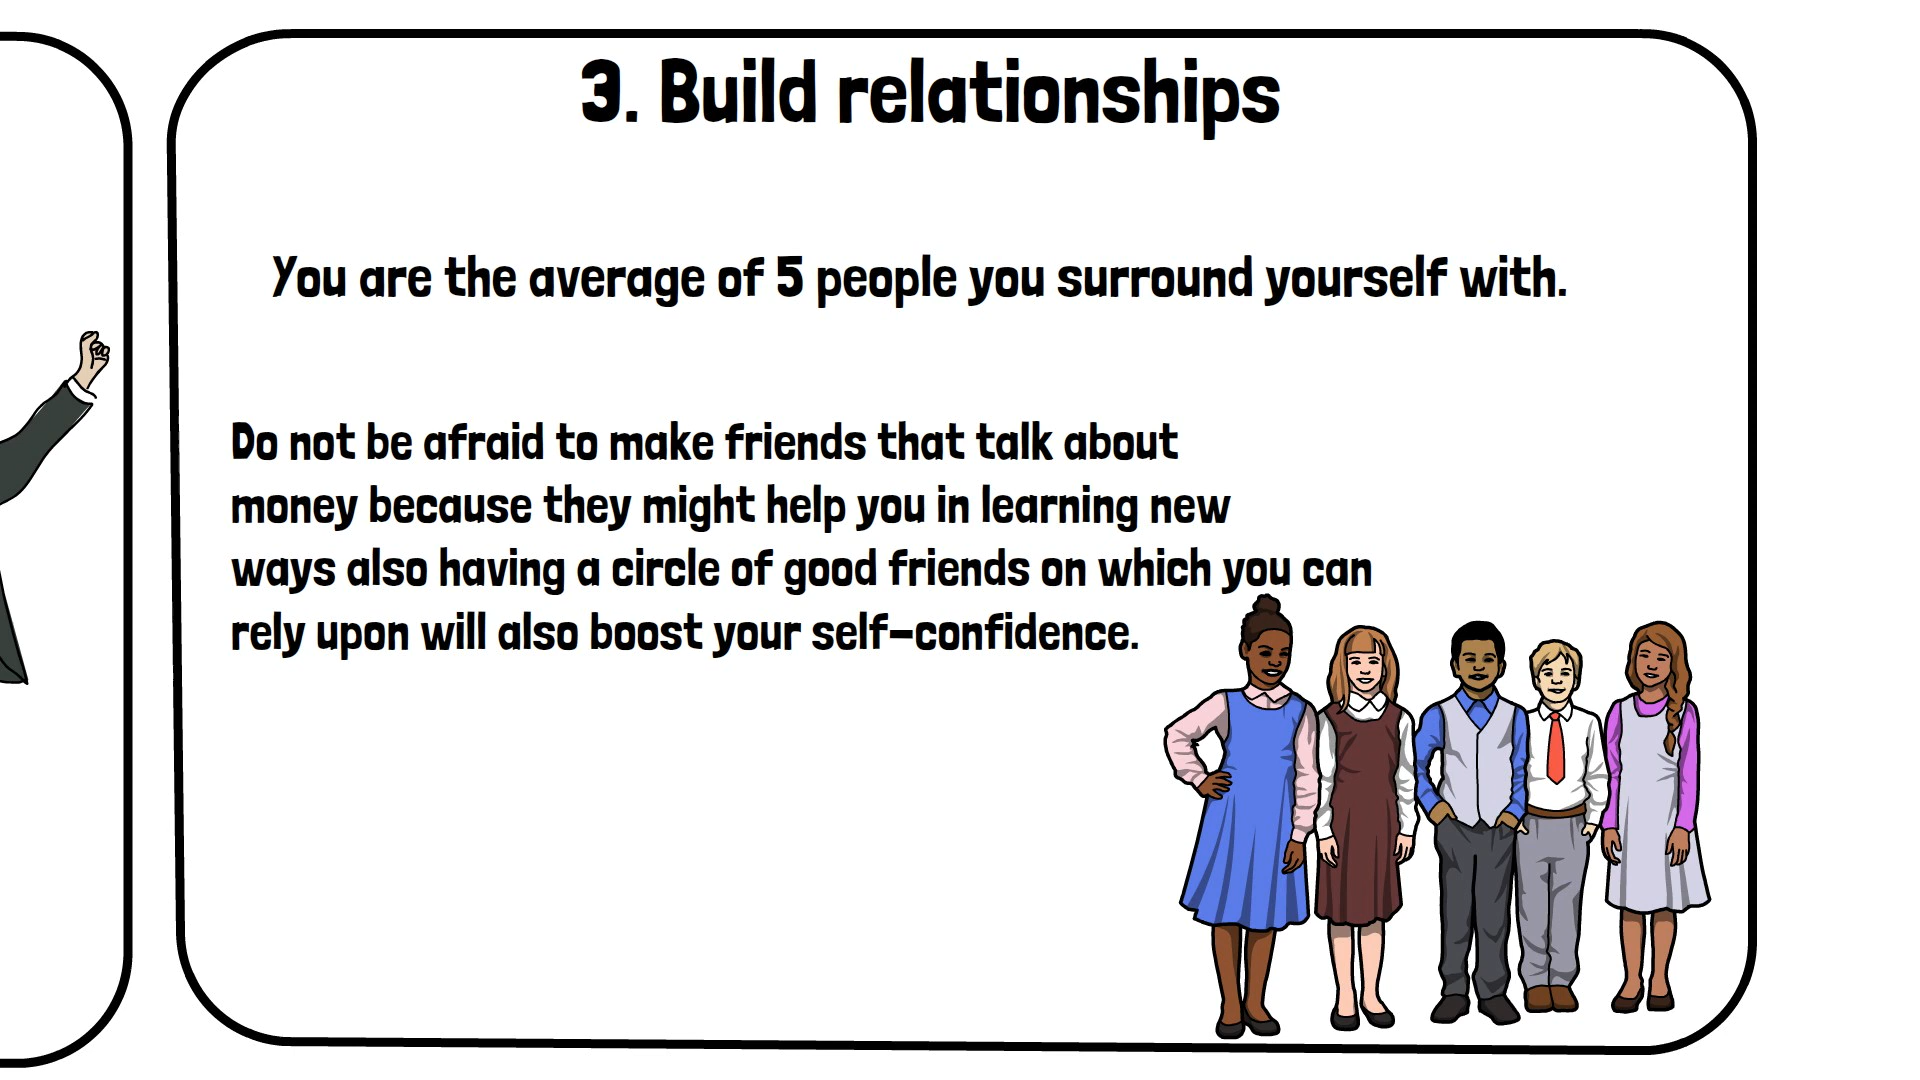 3. Build relationships
You are the average of 5 people you surround yourself with.
Do not be afraid to make friends that talk about
money because they might help you in learning new
ways also having a circle of good friends on which you can
rely upon will also boost your self-confidence.